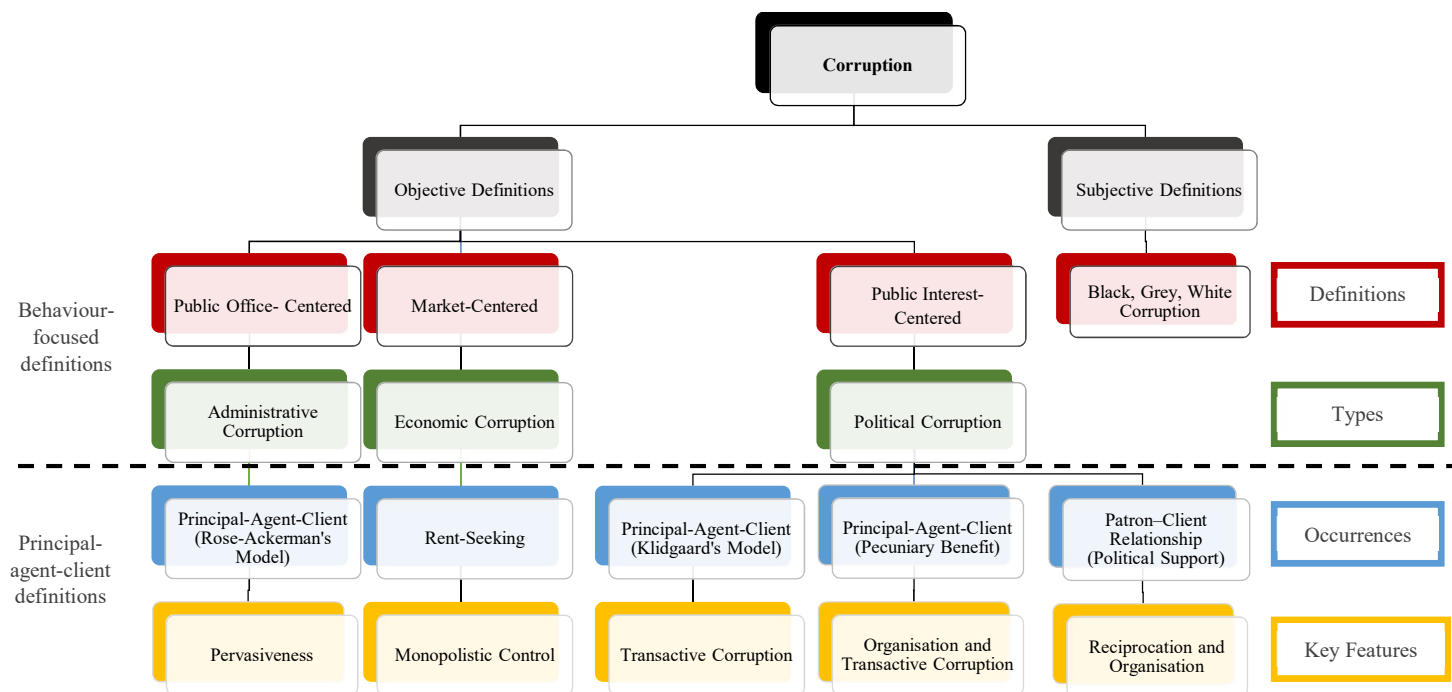 Corruption
Objective Definitions
Subjective Definitions
Behaviour-
focused
definitions
Public Office- Centered
Market-Centered
Public Interest-
Centered
Black, Grey, White
Corruption
Definitions
Administrative
Corruption
Economic Corruption
Political Corruption
Types
Principal-
agent-client
definitions
Principal-Agent-Client
(Rose-Ackerman's
Model)
Rent-Seeking
Principal-Agent-Client
(Klidgaard's Model)
Principal-Agent-Client
(Pecuniary Benefit)
Patron–Client
Relationship
(Political Support)
Occurrences
Pervasiveness
Monopolistic Control
Transactive Corruption
Organisation and
Transactive Corruption
Reciprocation and
Organisation
Key Features